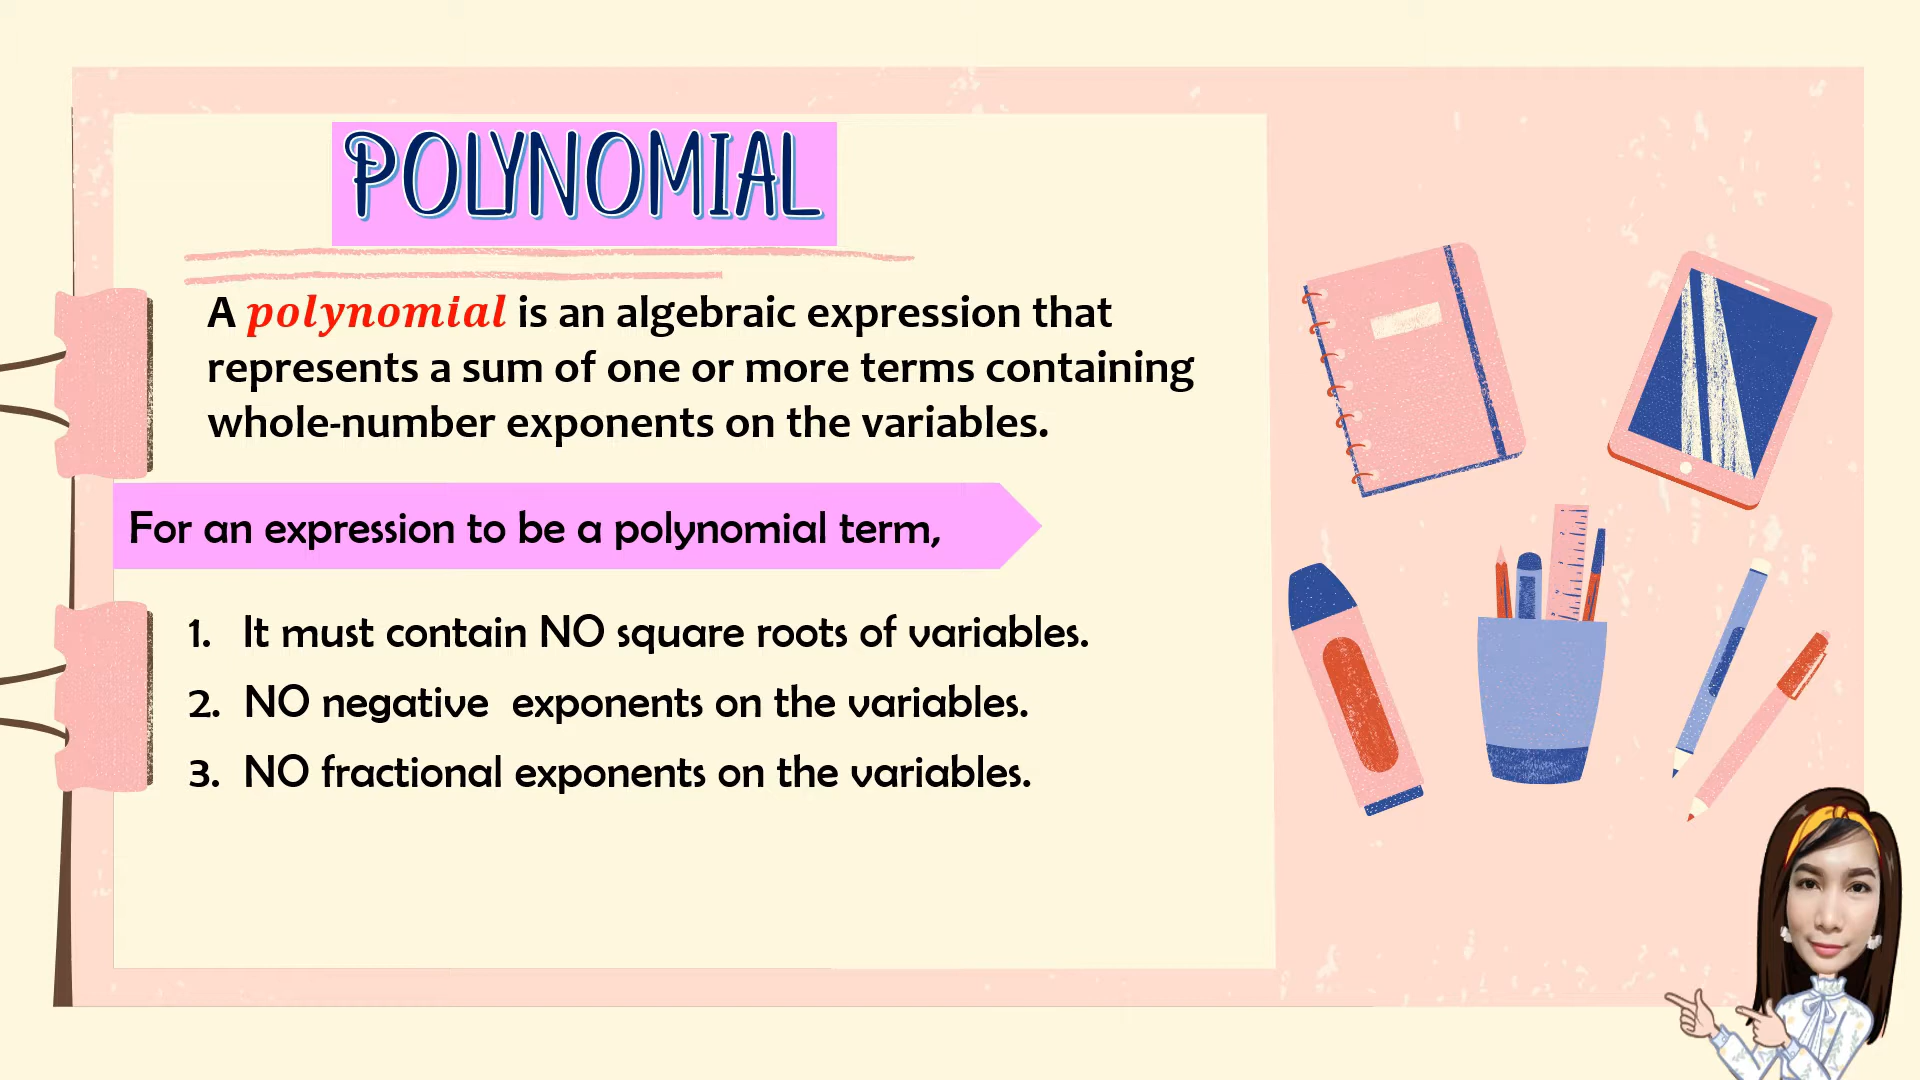 POLYNOMIAL
A polynomial is an algebraic expression that
represents a sum of one or more terms containing
whole-number exponents on the variables.
For an expression to be a polynomial term,
1. It must contain NO square roots of variables.
2. NO negative exponents on the variables.
3. NO fractional exponents on the variables.